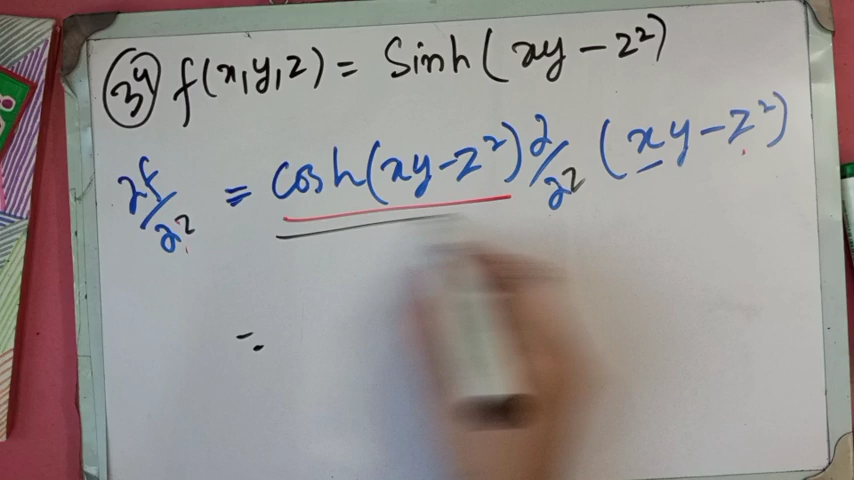 34 f(x,y,z) = Sinh(xy-z²)
∂f/∂z = cosh(xy-z²) ∂/∂z (xy-z²)
=